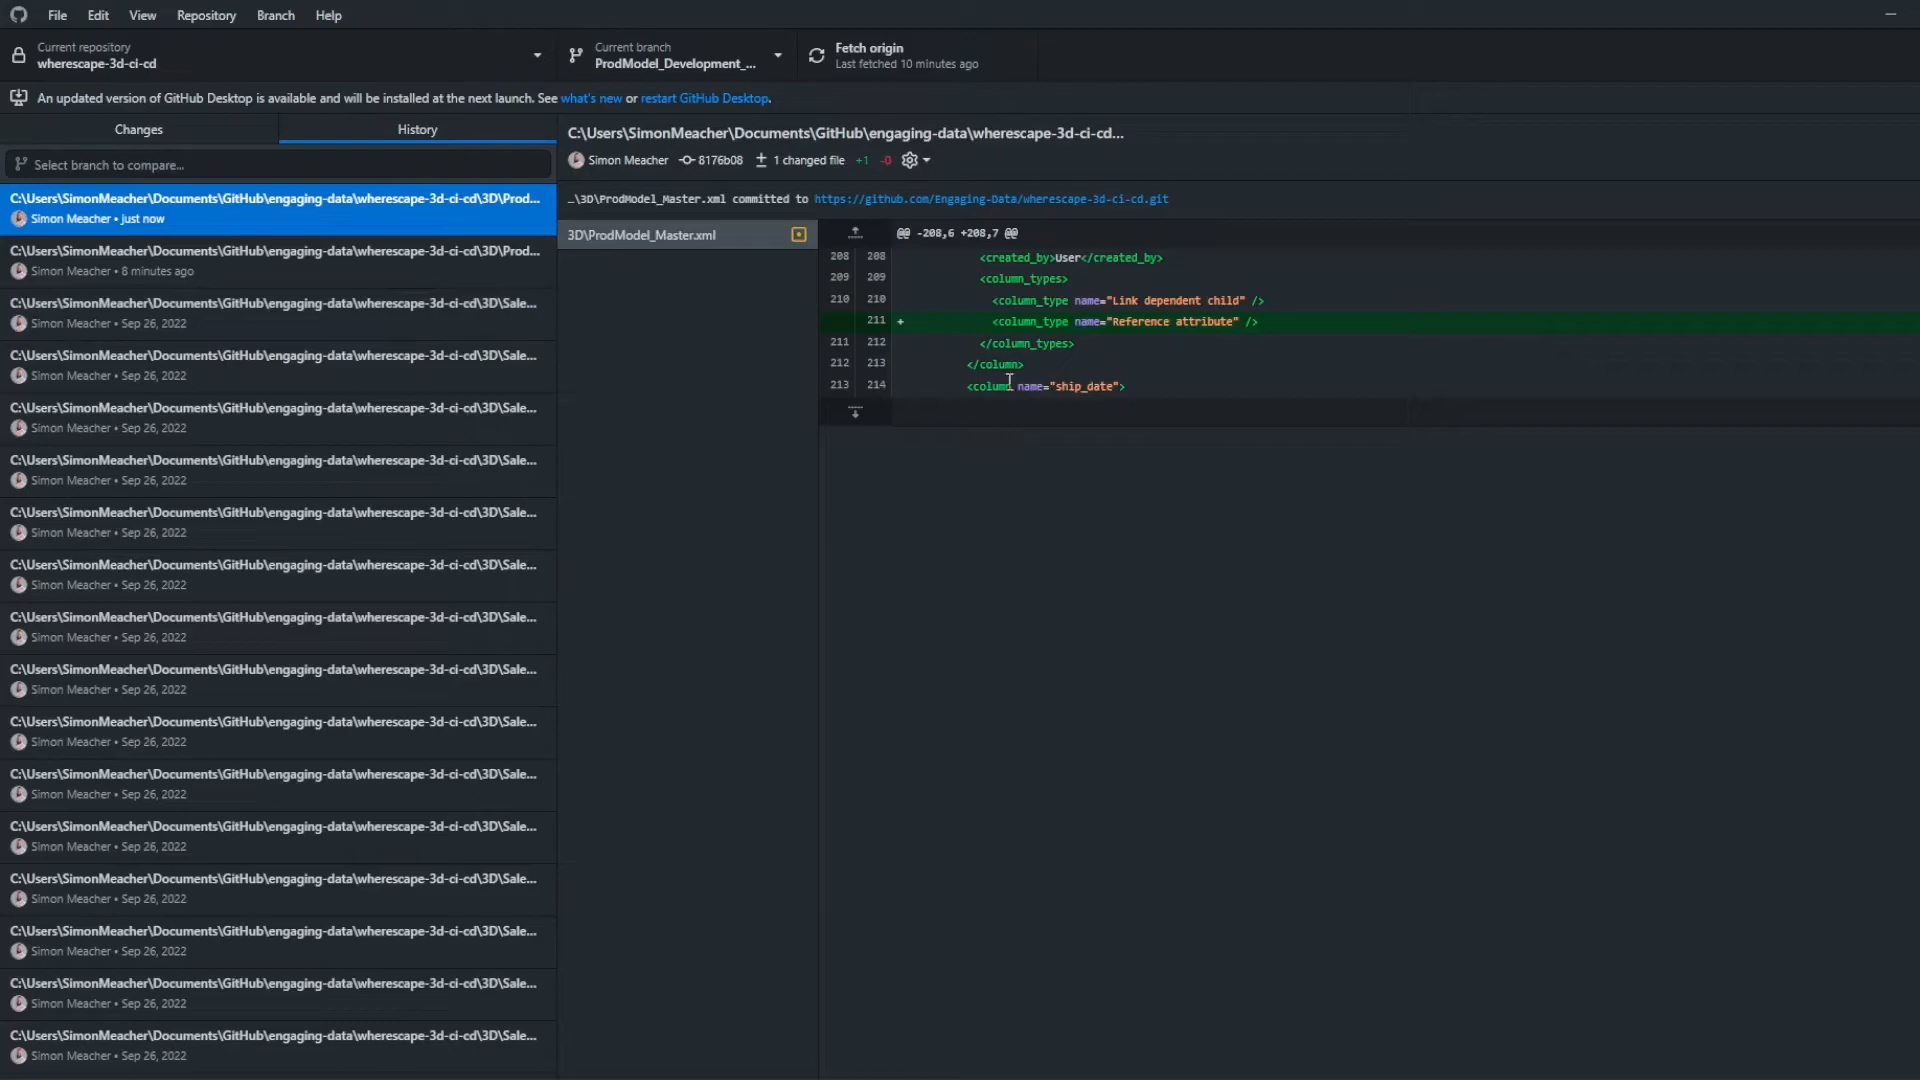 File Edit View Repository Branch Help
Current repository
wherescape-3d-ci-cd
Current branch
ProdModel_Development_...
Fetch origin
Last fetched 10 minutes ago
An updated version of GitHub Desktop is available and will be installed at the next launch. See what's new or restart GitHub Desktop.
Changes
History
Select branch to compare...
C:\Users\SimonMeacher\Documents\GitHub\engaging-data\wherescape-3d-ci-cd\3D\Prod...
Simon Meacher • just now
C:\Users\SimonMeacher\Documents\GitHub\engaging-data\wherescape-3d-ci-cd\3D\Prod...
Simon Meacher • 8 minutes ago
C:\Users\SimonMeacher\Documents\GitHub\engaging-data\wherescape-3d-ci-cd\3D\Sale...
Simon Meacher • Sep 26, 2022
C:\Users\SimonMeacher\Documents\GitHub\engaging-data\wherescape-3d-ci-cd\3D\Sale...
Simon Meacher • Sep 26, 2022
C:\Users\SimonMeacher\Documents\GitHub\engaging-data\wherescape-3d-ci-cd\3D\Sale...
Simon Meacher • Sep 26, 2022
C:\Users\SimonMeacher\Documents\GitHub\engaging-data\wherescape-3d-ci-cd\3D\Sale...
Simon Meacher • Sep 26, 2022
C:\Users\SimonMeacher\Documents\GitHub\engaging-data\wherescape-3d-ci-cd\3D\Sale...
Simon Meacher • Sep 26, 2022
C:\Users\SimonMeacher\Documents\GitHub\engaging-data\wherescape-3d-ci-cd\3D\Sale...
Simon Meacher • Sep 26, 2022
C:\Users\SimonMeacher\Documents\GitHub\engaging-data\wherescape-3d-ci-cd\3D\Sale...
Simon Meacher • Sep 26, 2022
C:\Users\SimonMeacher\Documents\GitHub\engaging-data\wherescape-3d-ci-cd\3D\Sale...
Simon Meacher • Sep 26, 2022
C:\Users\SimonMeacher\Documents\GitHub\engaging-data\wherescape-3d-ci-cd\3D\Sale...
Simon Meacher • Sep 26, 2022
C:\Users\SimonMeacher\Documents\GitHub\engaging-data\wherescape-3d-ci-cd\3D\Sale...
Simon Meacher • Sep 26, 2022
C:\Users\SimonMeacher\Documents\GitHub\engaging-data\wherescape-3d-ci-cd\3D\Sale...
Simon Meacher • Sep 26, 2022
C:\Users\SimonMeacher\Documents\GitHub\engaging-data\wherescape-3d-ci-cd\3D\Sale...
Simon Meacher • Sep 26, 2022
C:\Users\SimonMeacher\Documents\GitHub\engaging-data\wherescape-3d-ci-cd\3D\Sale...
Simon Meacher • Sep 26, 2022
C:\Users\SimonMeacher\Documents\GitHub\engaging-data\wherescape-3d-ci-cd\3D\Sale...
Simon Meacher • Sep 26, 2022
C:\Users\SimonMeacher\Documents\GitHub\engaging-data\wherescape-3d-ci-cd\3D\Sale...
Simon Meacher • Sep 26, 2022
C:\Users\SimonMeacher\Documents\GitHub\engaging-data\wherescape-3d-ci-cd...
Simon Meacher 8176b08 1 changed file +1 -0
…\3D\ProdModel_Master.xml committed to https://github.com/Engaging-Data/wherescape-3d-ci-cd.git
3D\ProdModel_Master.xml
@@ -208,6 +208,7 @@
208 208 <created_by>User</created_by>
209 209 <column_types>
210 210 <column_type name="Link dependent child" />
211 + <column_type name="Reference attribute" />
211 212 </column_types>
212 213 </column>
213 214 <column name="ship_date">